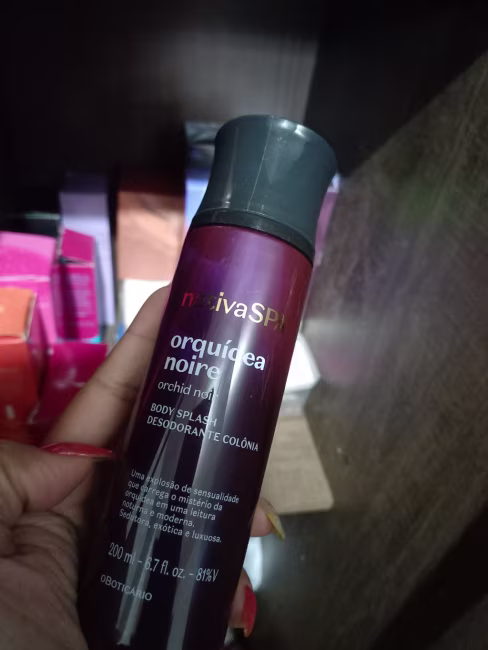 nativaSPA
orquídea
noire
orchid noir
BODY SPLASH
DESODORANTE COLÔNIA
Uma explosão de sensualidade
que carrega o mistério da
orquídea em uma leitura
noturna e moderna.
Sedutora, exótica e luxuosa.
200 ml - 6.7 fl. oz. - 81%V
OBOTICÁRIO